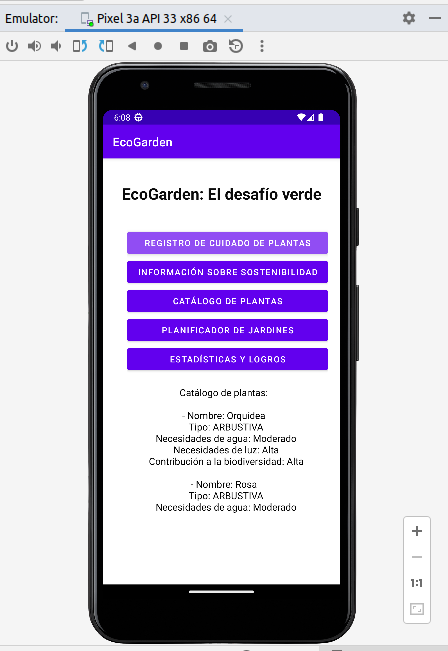 Emulator: Pixel 3a API 33 x86 64
6:08
EcoGarden
EcoGarden: El desafío verde
REGISTRO DE CUIDADO DE PLANTAS
INFORMACIÓN SOBRE SOSTENIBILIDAD
CATÁLOGO DE PLANTAS
PLANIFICADOR DE JARDINES
ESTADÍSTICAS Y LOGROS
Catálogo de plantas:
- Nombre: Orquidea
Tipo: ARBUSTIVA
Necesidades de agua: Moderado
Necesidades de luz: Alta
Contribución a la biodiversidad: Alta
- Nombre: Rosa
Tipo: ARBUSTIVA
Necesidades de agua: Moderado
1:1